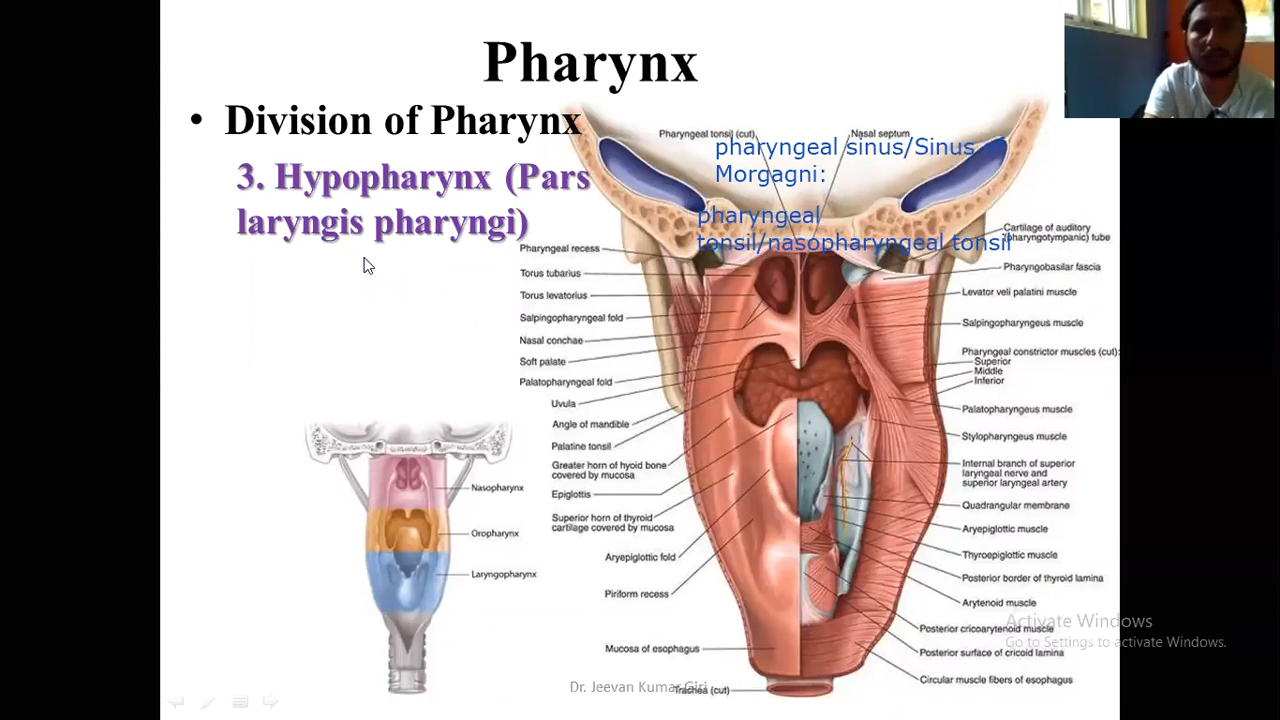 Pharynx
• Division of Pharynx
3. Hypopharynx (Pars
laryngis pharyngi)
pharyngeal sinus/Sinus of
Morgagni:
pharyngeal
tonsil/nasopharyngeal tonsil
Pharyngeal tonsil (cut)
Nasal septum
Pharyngeal recess
Torus tubarius
Torus levatorius
Salpingopharyngeal fold
Nasal conchae
Soft palate
Palatopharyngeal fold
Uvula
Angle of mandible
Palatine tonsil
Greater horn of hyoid bone
covered by mucosa
Epiglottis
Superior horn of thyroid
cartilage covered by mucosa
Aryepiglottic fold
Piriform recess
Mucosa of esophagus
Trachea (cut)
Cartilage of auditory
(pharyngotympanic) tube
Pharyngobasilar fascia
Levator veli palatini muscle
Salpingopharyngeus muscle
Pharyngeal constrictor muscles (cut):
Superior
Middle
Inferior
Palatopharyngeus muscle
Stylopharyngeus muscle
Internal branch of superior
laryngeal nerve and
superior laryngeal artery
Quadrangular membrane
Aryepiglottic muscle
Thyroepiglottic muscle
Posterior border of thyroid lamina
Arytenoid muscle
Posterior cricoarytenoid muscle
Posterior surface of cricoid lamina
Circular muscle fibers of esophagus
Nasopharynx
Oropharynx
Laryngopharynx
Activate Windows
Go to Settings to activate Windows.
Dr. Jeevan Kumar Giri